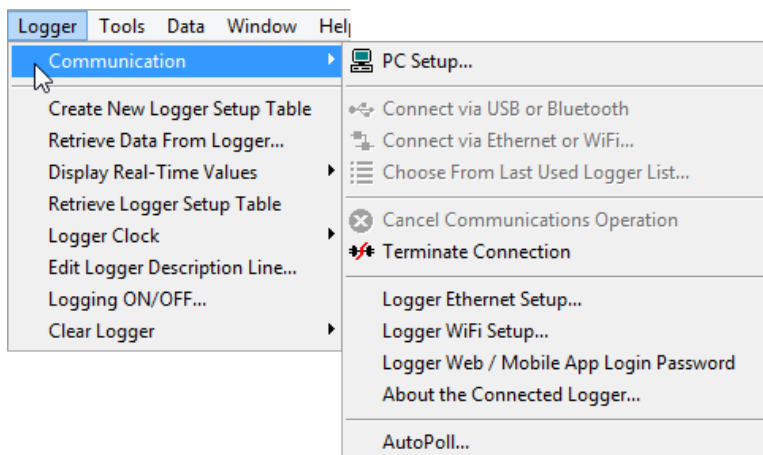 Logger Tools Data Window Hel
Communication
Create New Logger Setup Table
Retrieve Data From Logger...
Display Real-Time Values
Retrieve Logger Setup Table
Logger Clock
Edit Logger Description Line...
Logging ON/OFF...
Clear Logger
PC Setup...
Connect via USB or Bluetooth
Connect via Ethernet or WiFi...
Choose From Last Used Logger List...
Cancel Communications Operation
Terminate Connection
Logger Ethernet Setup...
Logger WiFi Setup...
Logger Web / Mobile App Login Password
About the Connected Logger...
AutoPoll...